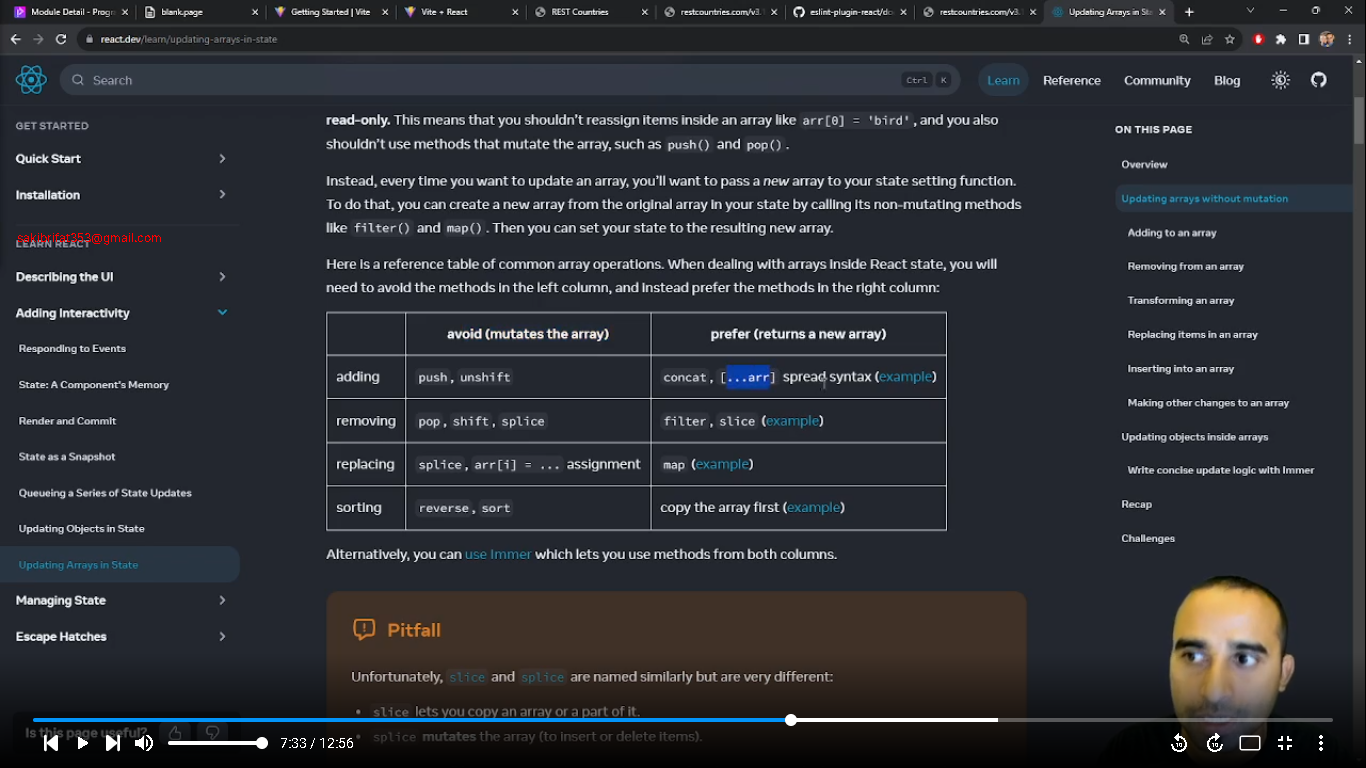 Module Detail - Progr
blank.page
Getting Started | Vite
Vite + React
REST Countries
restcountries.com/v3.1
eslint-plugin-react/do
restcountries.com/v3.
Updating Arrays in Sta
react.dev/learn/updating-arrays-in-state
Search
Ctrl K
Learn
Reference
Community
Blog
GET STARTED
Quick Start
Installation
sakibrifat353@gmail.com
LEARN REACT
Describing the UI
Adding Interactivity
Responding to Events
State: A Component's Memory
Render and Commit
State as a Snapshot
Queueing a Series of State Updates
Updating Objects in State
Updating Arrays in State
Managing State
Escape Hatches
Is this page useful?
read-only. This means that you shouldn't reassign items inside an array like arr[0] = 'bird', and you also
shouldn't use methods that mutate the array, such as push() and pop().
Instead, every time you want to update an array, you'll want to pass a new array to your state setting function.
To do that, you can create a new array from the original array in your state by calling its non-mutating methods
like filter() and map(). Then you can set your state to the resulting new array.
Here is a reference table of common array operations. When dealing with arrays inside React state, you will
need to avoid the methods in the left column, and instead prefer the methods in the right column:
avoid (mutates the array) prefer (returns a new array)
adding push, unshift concat, [...arr] spread syntax (example)
removing pop, shift, splice filter, slice (example)
replacing splice, arr[i] = ... assignment map (example)
sorting reverse, sort copy the array first (example)
Alternatively, you can use Immer which lets you use methods from both columns.
Pitfall
Unfortunately, slice and splice are named similarly but are very different:
• slice lets you copy an array or a part of it.
• splice mutates the array (to insert or delete items).
ON THIS PAGE
Overview
Updating arrays without mutation
Adding to an array
Removing from an array
Transforming an array
Replacing items in an array
Inserting into an array
Making other changes to an array
Updating objects inside arrays
Write concise update logic with Immer
Recap
Challenges
7:33 / 12:56
10
10